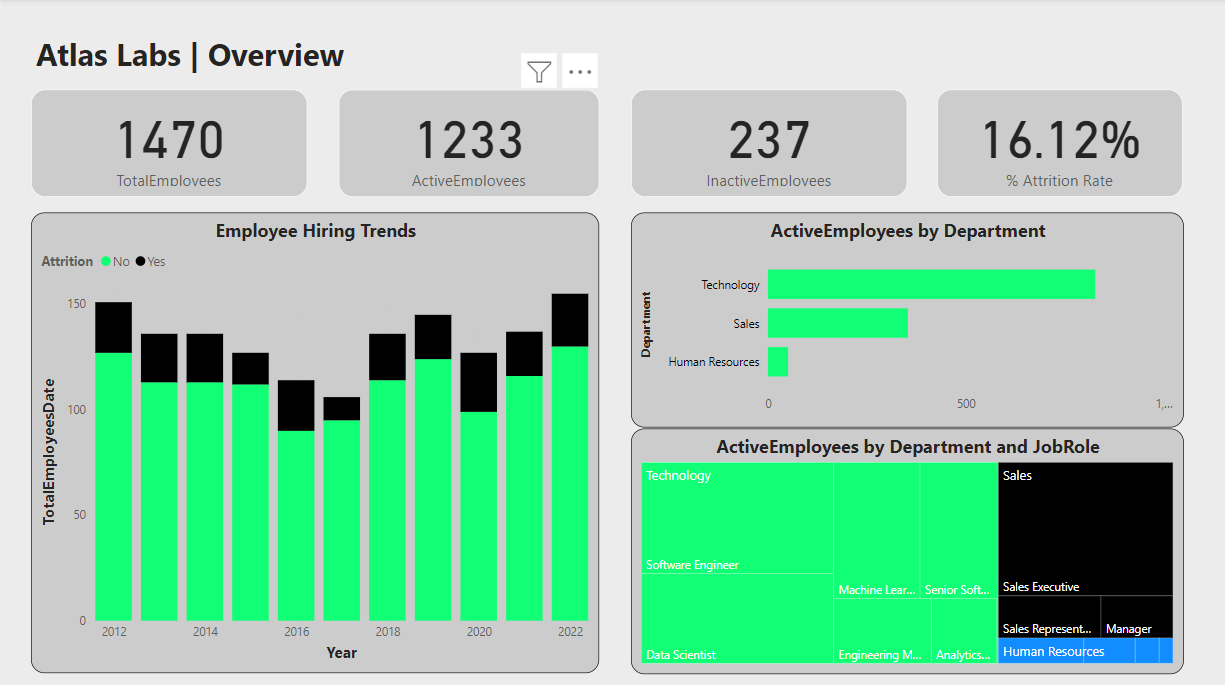 Atlas Labs | Overview
1470
TotalEmployees
1233
ActiveEmployees
237
InactiveEmployees
16.12%
% Attrition Rate
Employee Hiring Trends
Attrition No Yes
TotalEmployeesDate
150
100
50
0
2012 2014 2016 2018 2020 2022
Year
ActiveEmployees by Department
Department
Technology
Sales
Human Resources
0 500 1,...
ActiveEmployees by Department and JobRole
Technology
Software Engineer
Data Scientist
Machine Lear...
Senior Soft...
Engineering M...
Analytics...
Sales
Sales Executive
Sales Represent...
Manager
Human Resources